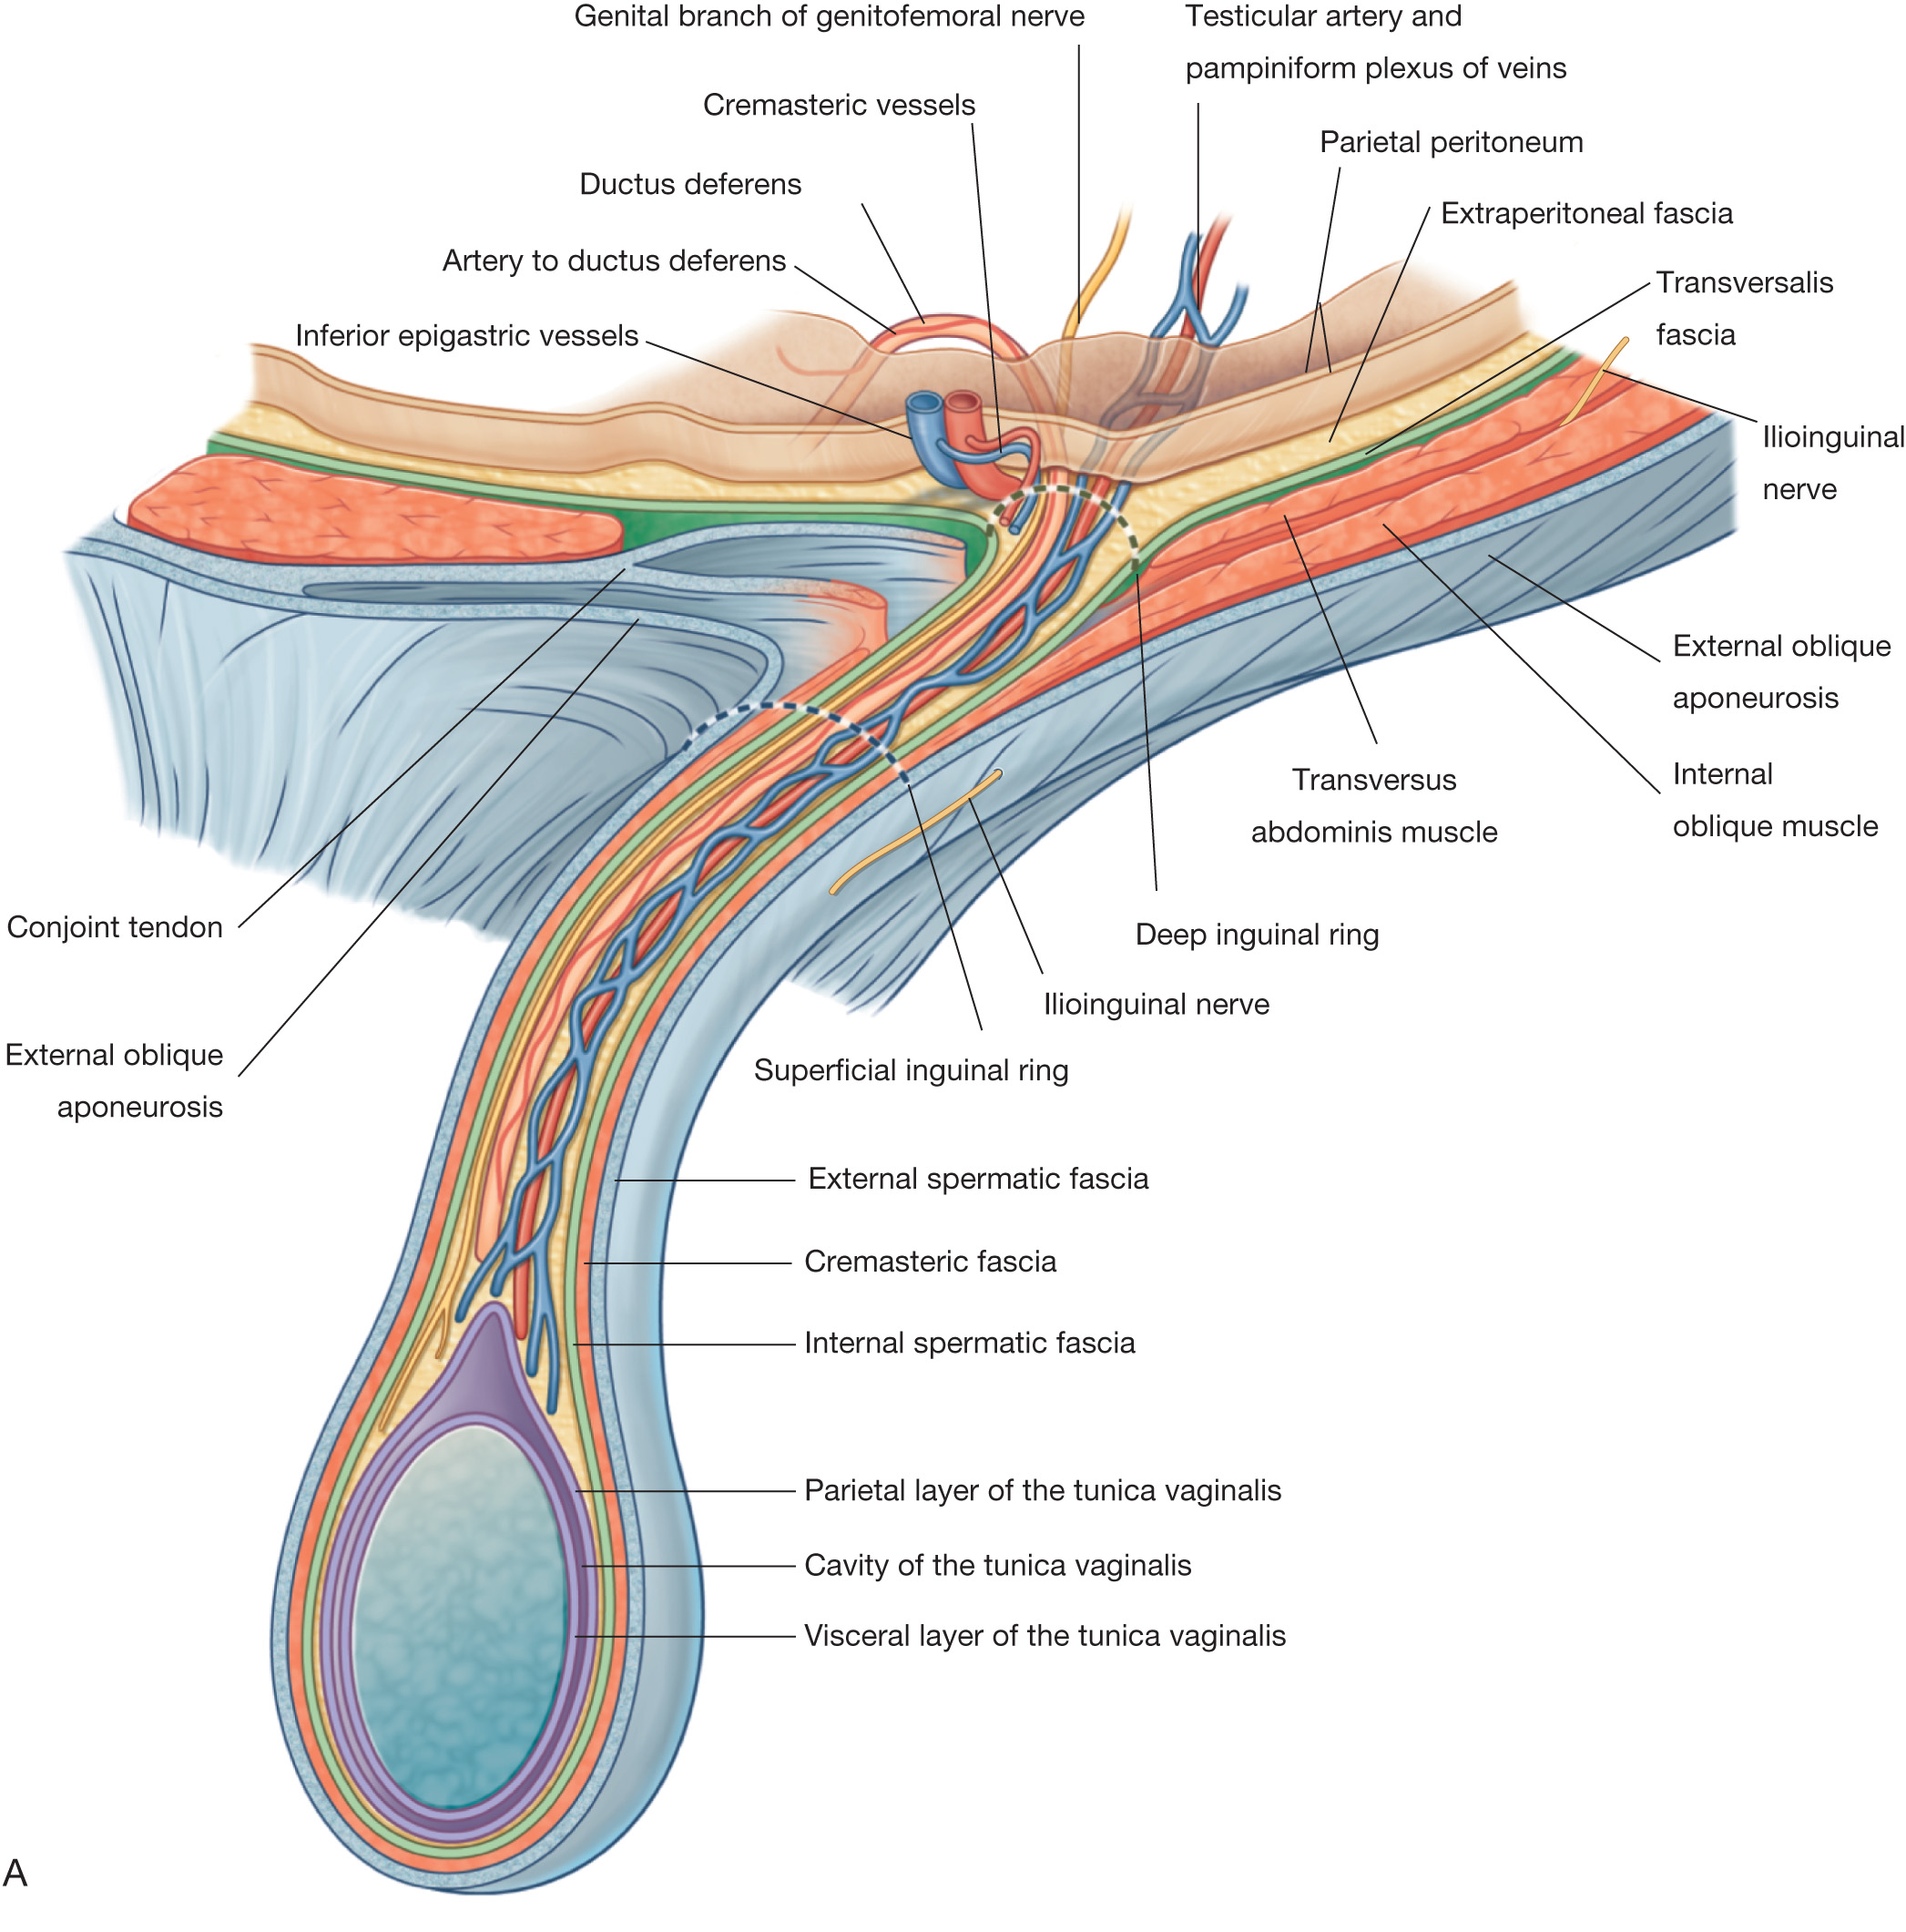 Genital branch of genitofemoral nerve
Testicular artery and
pampiniform plexus of veins
Cremasteric vessels
Parietal peritoneum
Ductus deferens
Extraperitoneal fascia
Artery to ductus deferens
Transversalis
fascia
Inferior epigastric vessels
Ilioinguinal
nerve
External oblique
aponeurosis
Transversus
abdominis muscle
Internal
oblique muscle
Conjoint tendon
Deep inguinal ring
Ilioinguinal nerve
External oblique
aponeurosis
Superficial inguinal ring
External spermatic fascia
Cremasteric fascia
Internal spermatic fascia
Parietal layer of the tunica vaginalis
Cavity of the tunica vaginalis
Visceral layer of the tunica vaginalis
A